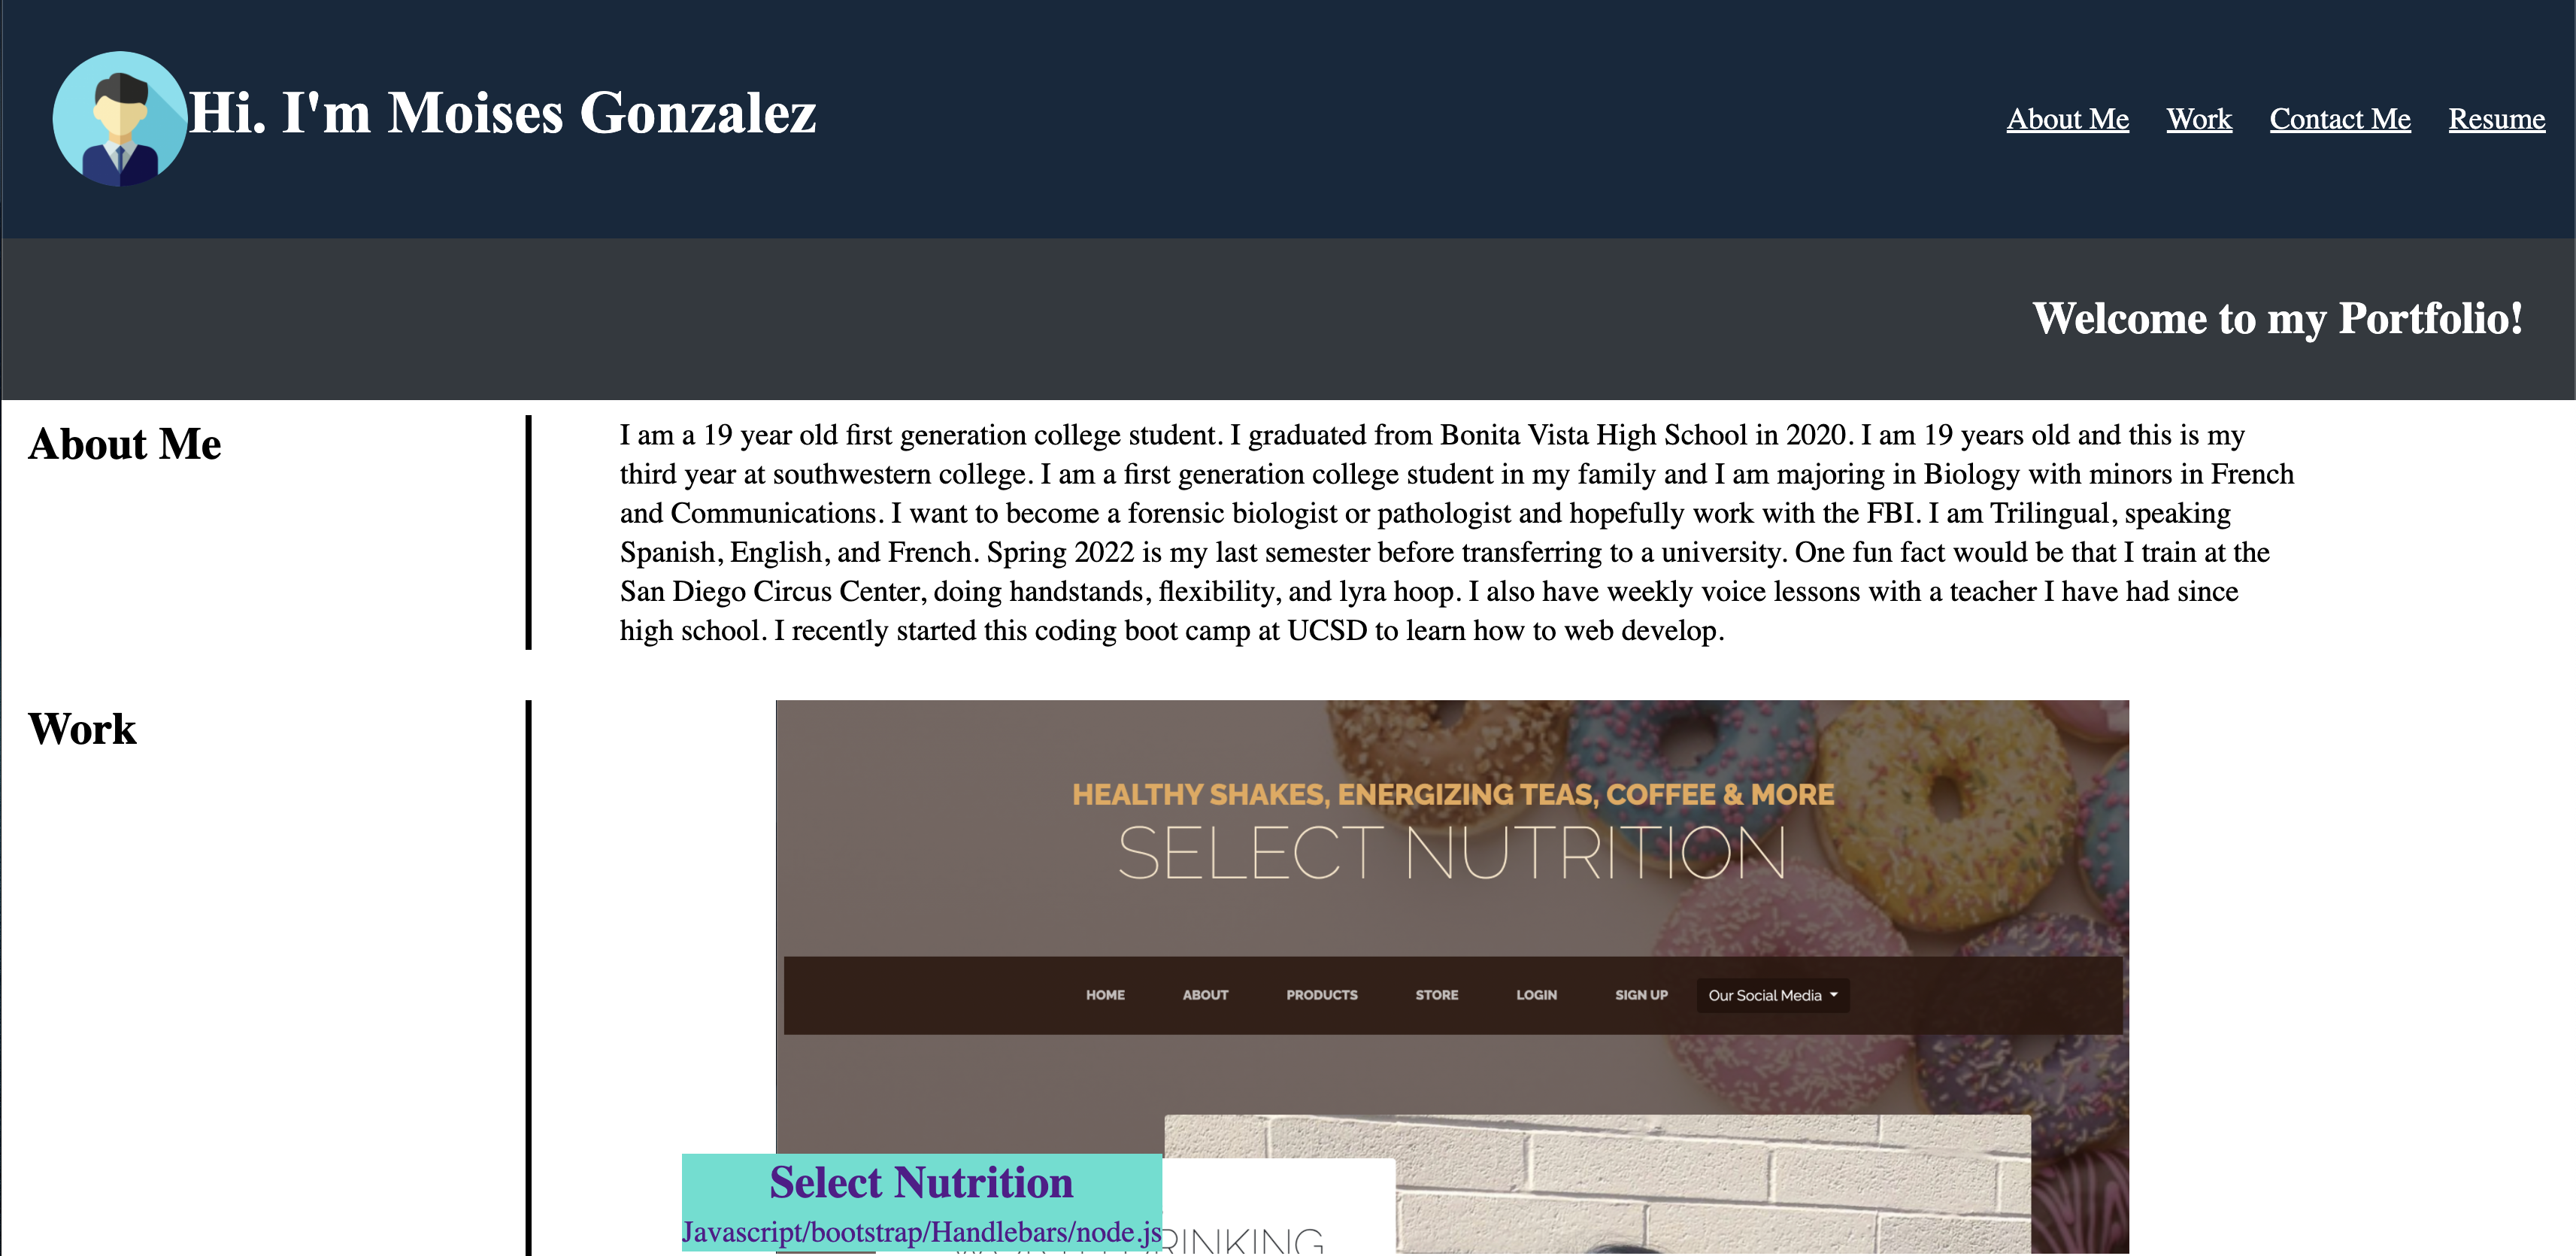 Hi. I'm Moises Gonzalez
About Me Work Contact Me Resume
Welcome to my Portfolio!
About Me
I am a 19 year old first generation college student. I graduated from Bonita Vista High School in 2020. I am 19 years old and this is my
third year at southwestern college. I am a first generation college student in my family and I am majoring in Biology with minors in French
and Communications. I want to become a forensic biologist or pathologist and hopefully work with the FBI. I am Trilingual, speaking
Spanish, English, and French. Spring 2022 is my last semester before transferring to a university. One fun fact would be that I train at the
San Diego Circus Center, doing handstands, flexibility, and lyra hoop. I also have weekly voice lessons with a teacher I have had since
high school. I recently started this coding boot camp at UCSD to learn how to web develop.
Work
HEALTHY SHAKES, ENERGIZING TEAS, COFFEE & MORE
SELECT NUTRITION
HOME ABOUT PRODUCTS STORE LOGIN SIGN UP Our Social Media
Select Nutrition
Javascript/bootstrap/Handlebars/node.js